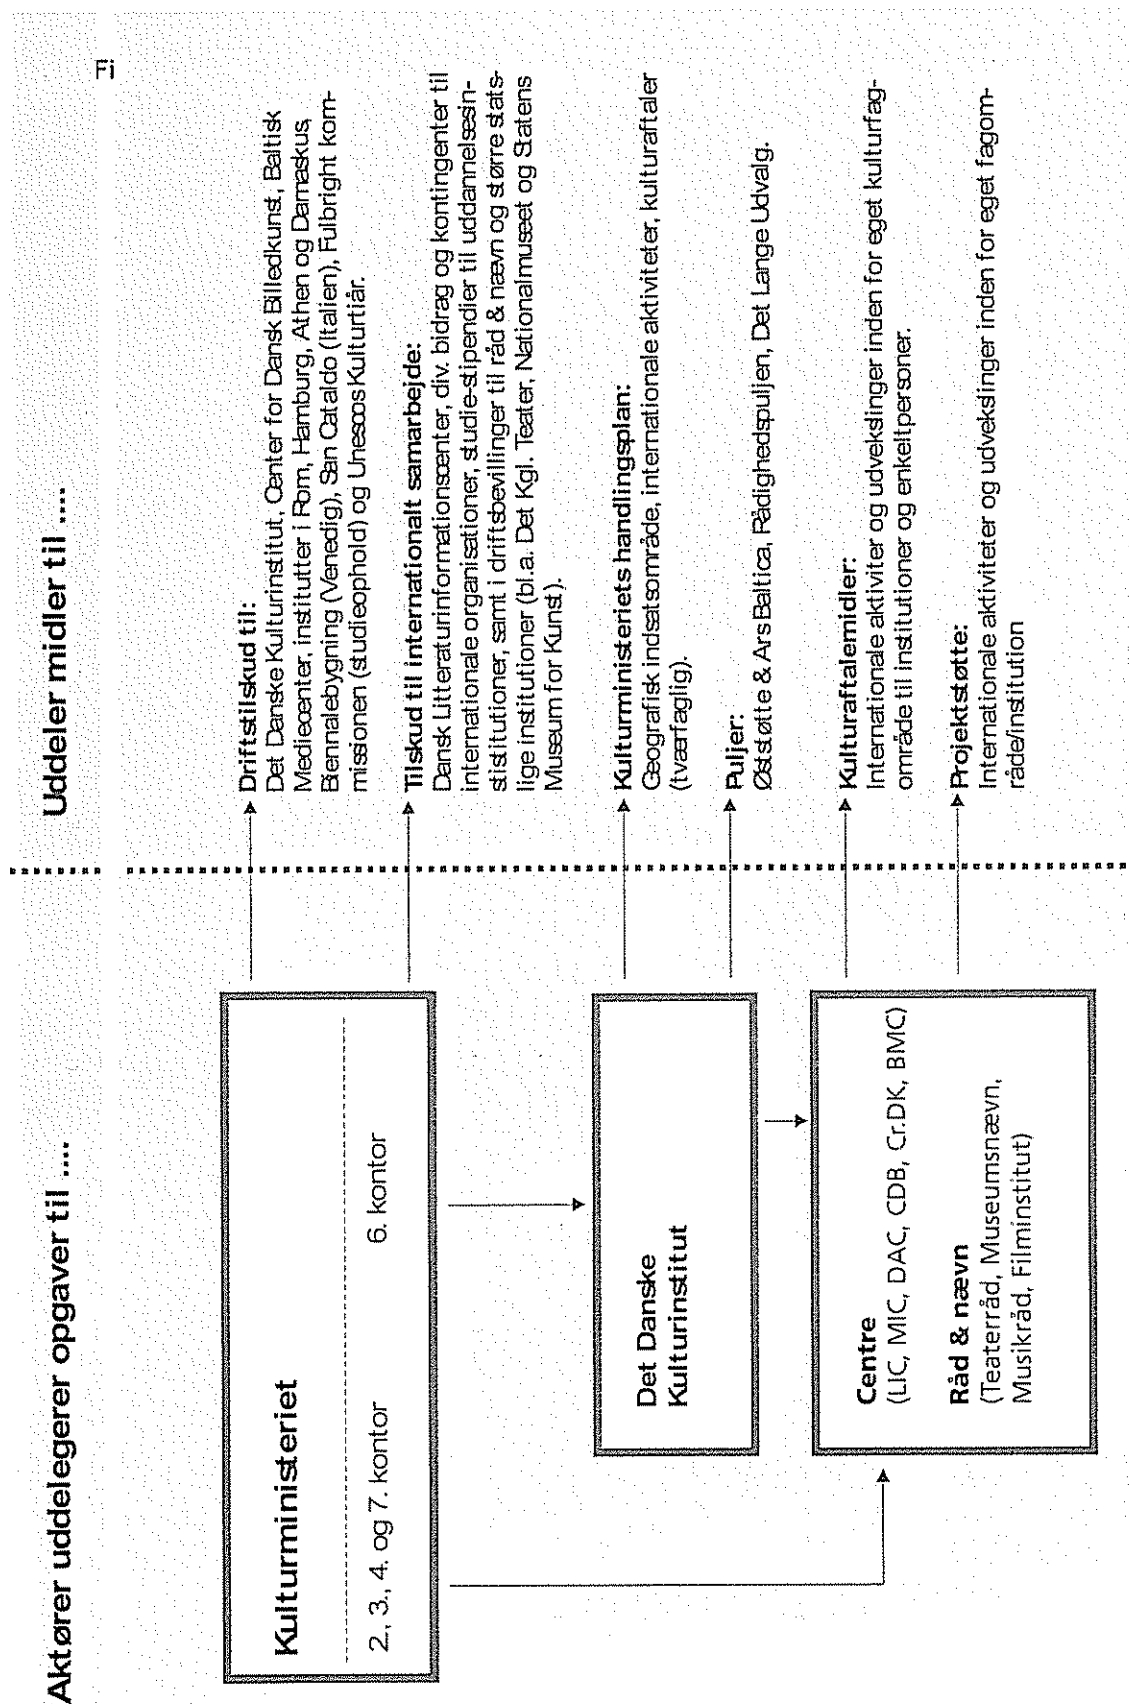 Aktører uddelegerer opgaver til ....
Uddeler midler til ....
Fi
Kulturministeriet
2., 3., 4. og 7. kontor
6. kontor
Det Danske
Kulturinstitut
Centre
(LIC, MIC, DAC, CDB, Cr.DK, BMC)
Råd & nævn
(Teaterråd, Museumsnævn,
Musikråd, Filminstitut)
Driftstilskud til:
Det Danske Kulturinstitut, Center for Dansk Billedkunst, Baltisk
Mediecenter, institutter i Rom, Hamburg, Athen og Damaskus,
Biennalebygning (Venedig), San Cataldo (Italien), Fulbright kom-
missionen (studieophold) og Unescos Kulturtiår.
Tilskud til internationalt samarbejde:
Dansk Litteraturinformationscenter, div. bidrag og kontingenter til
internationale organisationer, studie-stipendier til uddannelsesin-
stistitutioner, samt i driftsbevillinger til råd & nævn og større stats-
lige institutioner (bl.a. Det Kgl. Teater, Nationalmuseet og Statens
Museum for Kunst).
Kulturministeriets handlingsplan:
Geografisk indsatsområde, internationale aktiviteter, kulturaftaler
(tværfaglig).
Puljer:
Øststøtte & Ars Baltica, Rådighedspuljen, Det Lange Udvalg.
Kulturaftalemidler:
Internationale aktiviter og udvekslinger inden for eget kulturfag-
område til institutioner og enkeltpersoner.
Projektstøtte:
Internationale aktiviteter og udvekslinger inden for eget fagom-
råde/institution